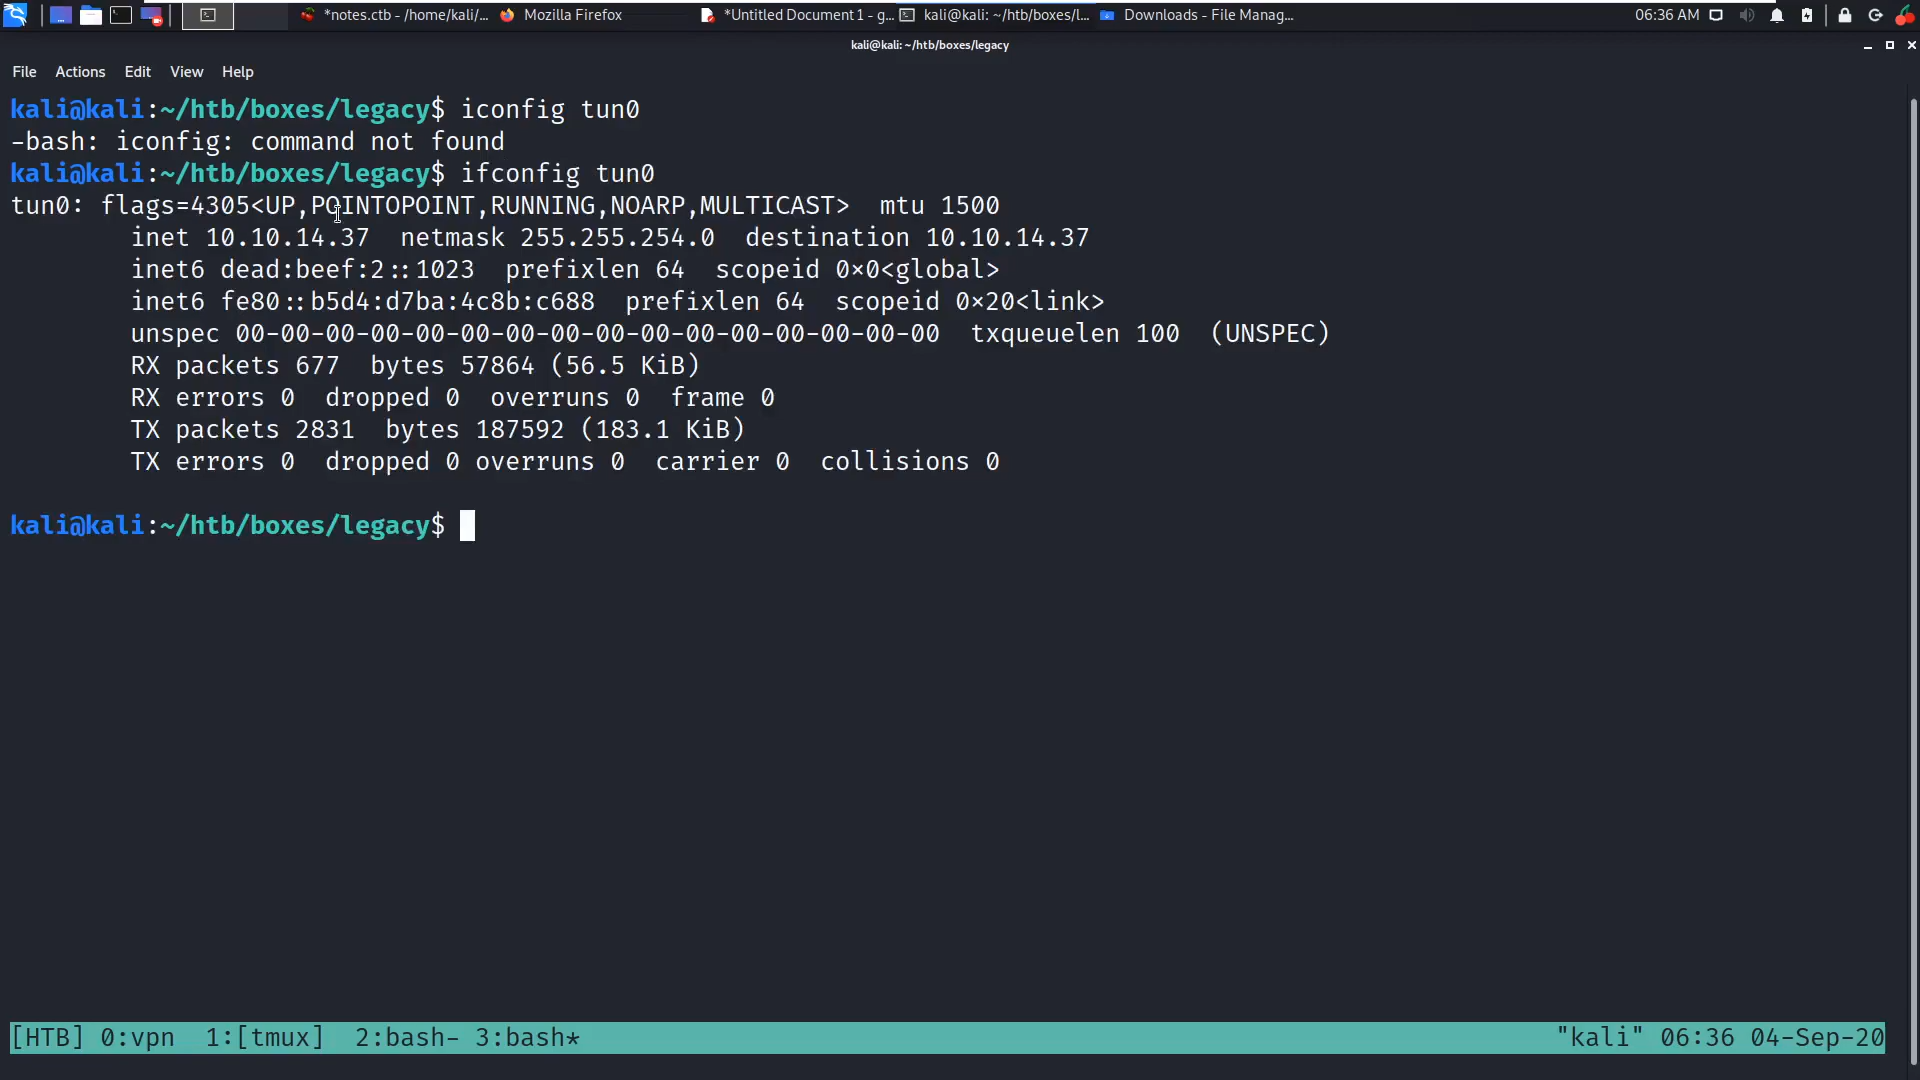 *notes.ctb - /home/kali/...
Mozilla Firefox
*Untitled Document 1 - g...
kali@kali: ~/htb/boxes/l...
Downloads - File Manag...
06:36 AM
kali@kali: ~/htb/boxes/legacy
File Actions Edit View Help
kali@kali:~/htb/boxes/legacy$ iconfig tun0
-bash: iconfig: command not found
kali@kali:~/htb/boxes/legacy$ ifconfig tun0
tun0: flags=4305<UP,POINTOPOINT,RUNNING,NOARP,MULTICAST>  mtu 1500
inet 10.10.14.37  netmask 255.255.254.0  destination 10.10.14.37
inet6 dead:beef:2::1023  prefixlen 64  scopeid 0×0<global>
inet6 fe80::b5d4:d7ba:4c8b:c688  prefixlen 64  scopeid 0×20<link>
unspec 00-00-00-00-00-00-00-00-00-00-00-00-00-00-00-00  txqueuelen 100  (UNSPEC)
RX packets 677  bytes 57864 (56.5 KiB)
RX errors 0  dropped 0  overruns 0  frame 0
TX packets 2831  bytes 187592 (183.1 KiB)
TX errors 0  dropped 0 overruns 0  carrier 0  collisions 0
kali@kali:~/htb/boxes/legacy$
[HTB] 0:vpn  1:[tmux]  2:bash- 3:bash* "kali" 06:36 04-Sep-20